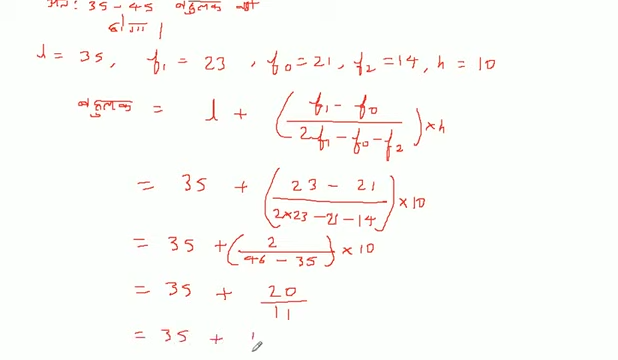 अत: 35-45 बहुलक वर्ग
होगा |
l = 35, f₁ = 23, f₀ = 21, f₂ = 14, h = 10
बहुलक = l + ( (f₁ - f₀) / (2f₁ - f₀ - f₂) ) × h
= 35 + ( (23 - 21) / (2×23 - 21 - 14) ) × 10
= 35 + ( 2 / (46 - 35) ) × 10
= 35 + 20/11
= 35 +